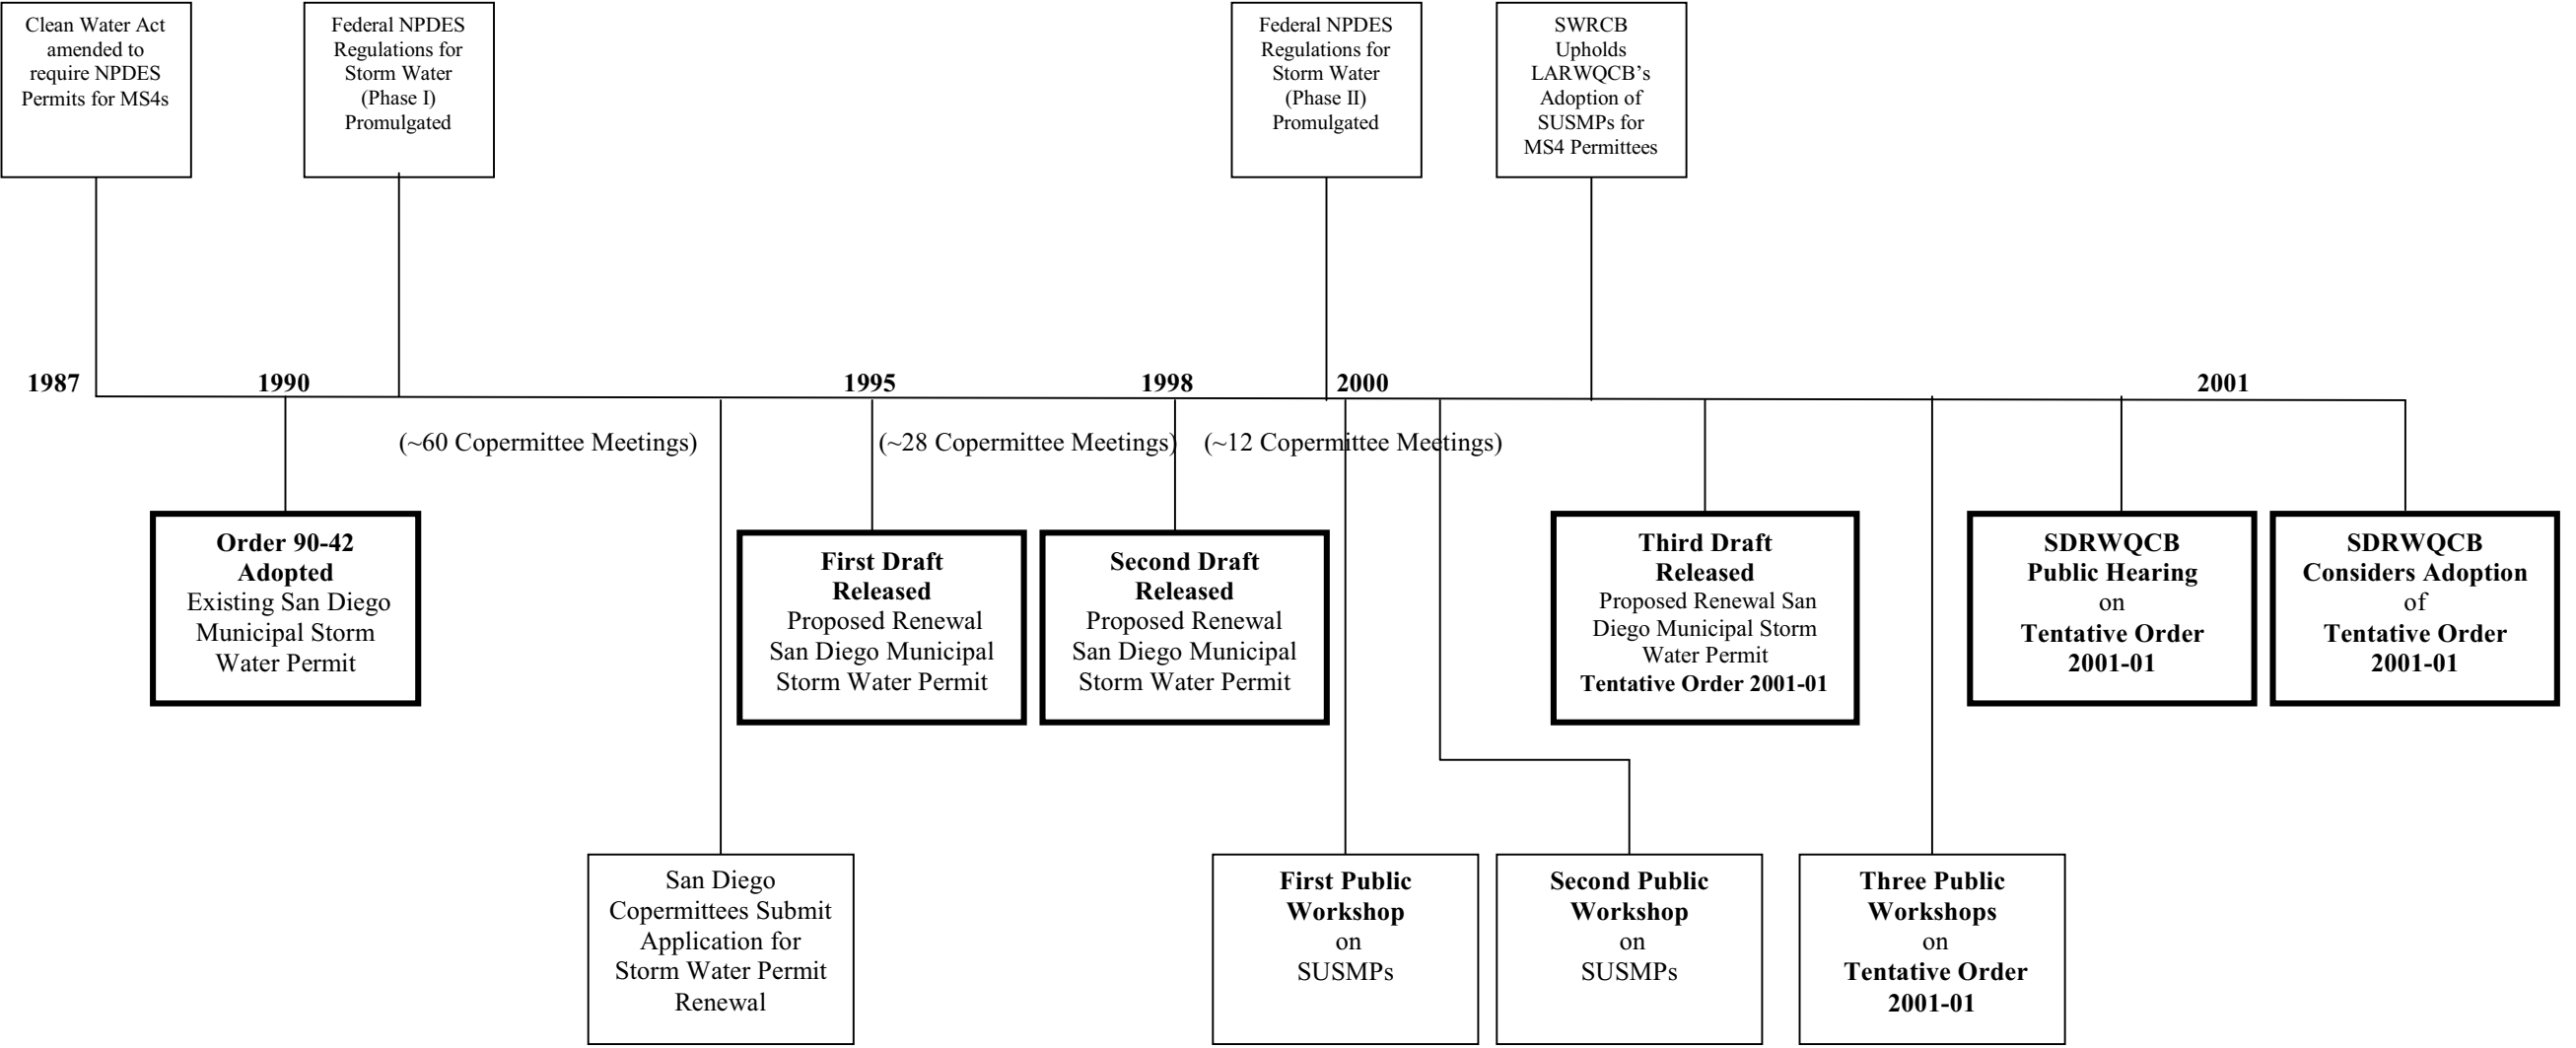 Clean Water Act
amended to
require NPDES
Permits for MS4s
Federal NPDES
Regulations for
Storm Water
(Phase I)
Promulgated
Federal NPDES
Regulations for
Storm Water
(Phase II)
Promulgated
SWRCB
Upholds
LARWQCB’s
Adoption of
SUSMPs for
MS4 Permittees
1987
1990
1995
1998
2000
2001
(~60 Copermittee Meetings)
(~28 Copermittee Meetings)
(~12 Copermittee Meetings)
Order 90-42
Adopted
Existing San Diego
Municipal Storm
Water Permit
First Draft
Released
Proposed Renewal
San Diego Municipal
Storm Water Permit
Second Draft
Released
Proposed Renewal
San Diego Municipal
Storm Water Permit
Third Draft
Released
Proposed Renewal San
Diego Municipal Storm
Water Permit
Tentative Order 2001-01
SDRWQCB
Public Hearing
on
Tentative Order
2001-01
SDRWQCB
Considers Adoption
of
Tentative Order
2001-01
San Diego
Copermittees Submit
Application for
Storm Water Permit
Renewal
First Public
Workshop
on
SUSMPs
Second Public
Workshop
on
SUSMPs
Three Public
Workshops
on
Tentative Order
2001-01